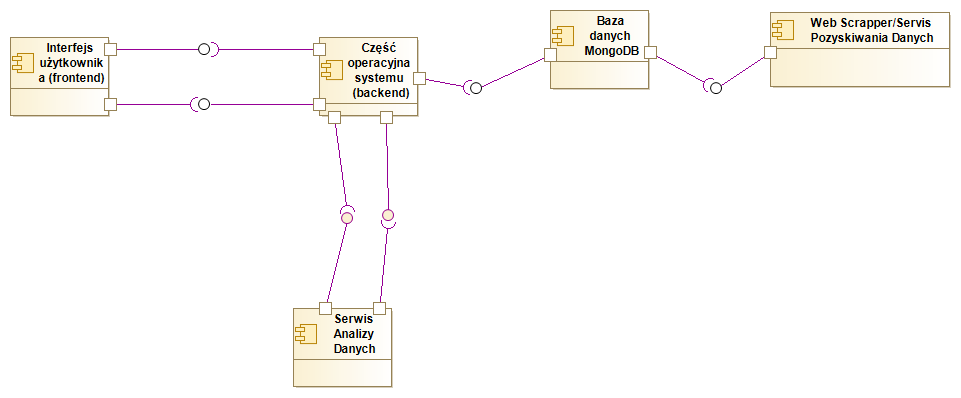 Interfejs
użytkownik
a (frontend)
Część
operacyjna
systemu
(backend)
Baza
danych
MongoDB
Web Scrapper/Servis
Pozyskiwania Danych
Serwis
Analizy
Danych